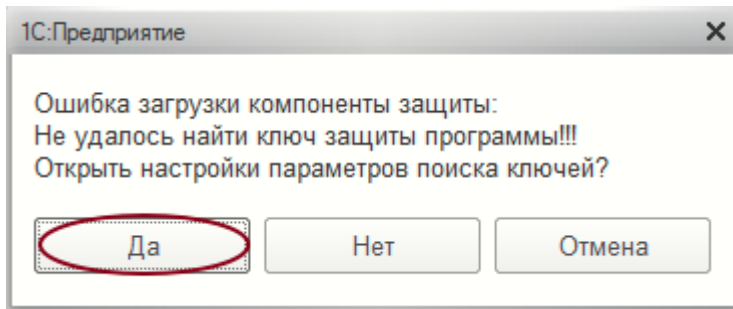 1С:Предприятие
Ошибка загрузки компоненты защиты:
Не удалось найти ключ защиты программы!!!
Открыть настройки параметров поиска ключей?
Да Нет Отмена